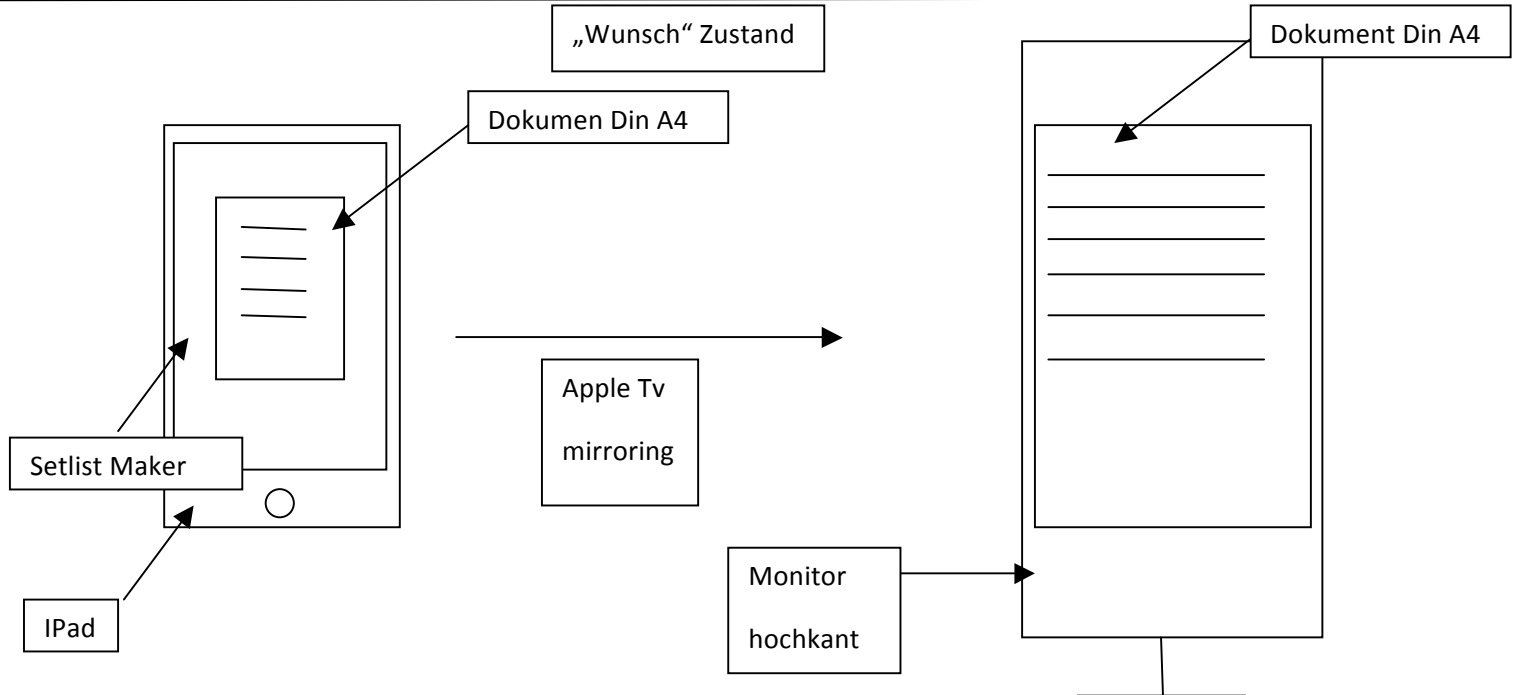 „Wunsch“ Zustand
Dokument Din A4
Dokumen Din A4
Apple Tv
mirroring
Setlist Maker
Monitor
hochkant
IPad